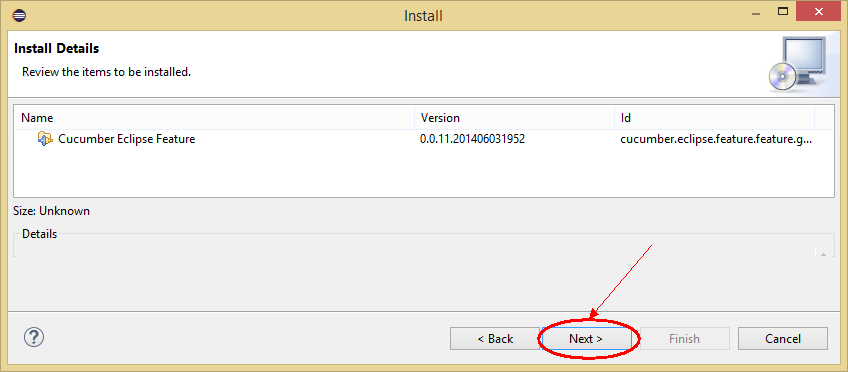 Install
Install Details
Review the items to be installed.
Name Version Id
Cucumber Eclipse Feature 0.0.11.201406031952 cucumber.eclipse.feature.feature.g...
Size: Unknown
Details
? < Back Next > Finish Cancel